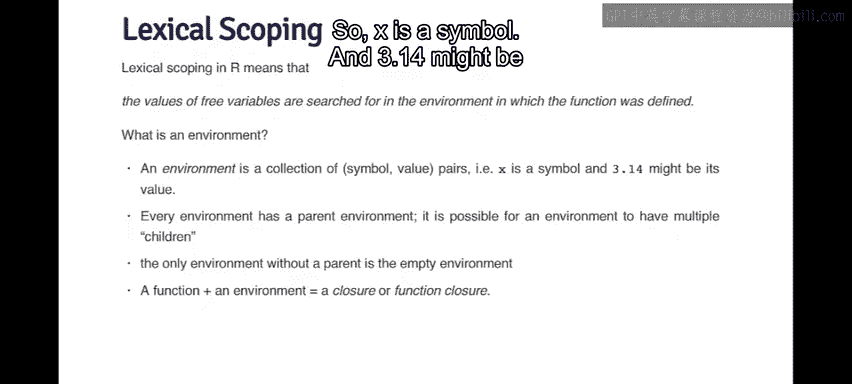 Lexical Scoping
So, x is a symbol.
And 3.14 might be
Lexical scoping in R means that
the values of free variables are searched for in the environment in which the function was defined.
What is an environment?
· An environment is a collection of (symbol, value) pairs, i.e. x is a symbol and 3.14 might be its
value.
· Every environment has a parent environment; it is possible for an environment to have multiple
“children”
· the only environment without a parent is the empty environment
· A function + an environment = a closure or function closure.